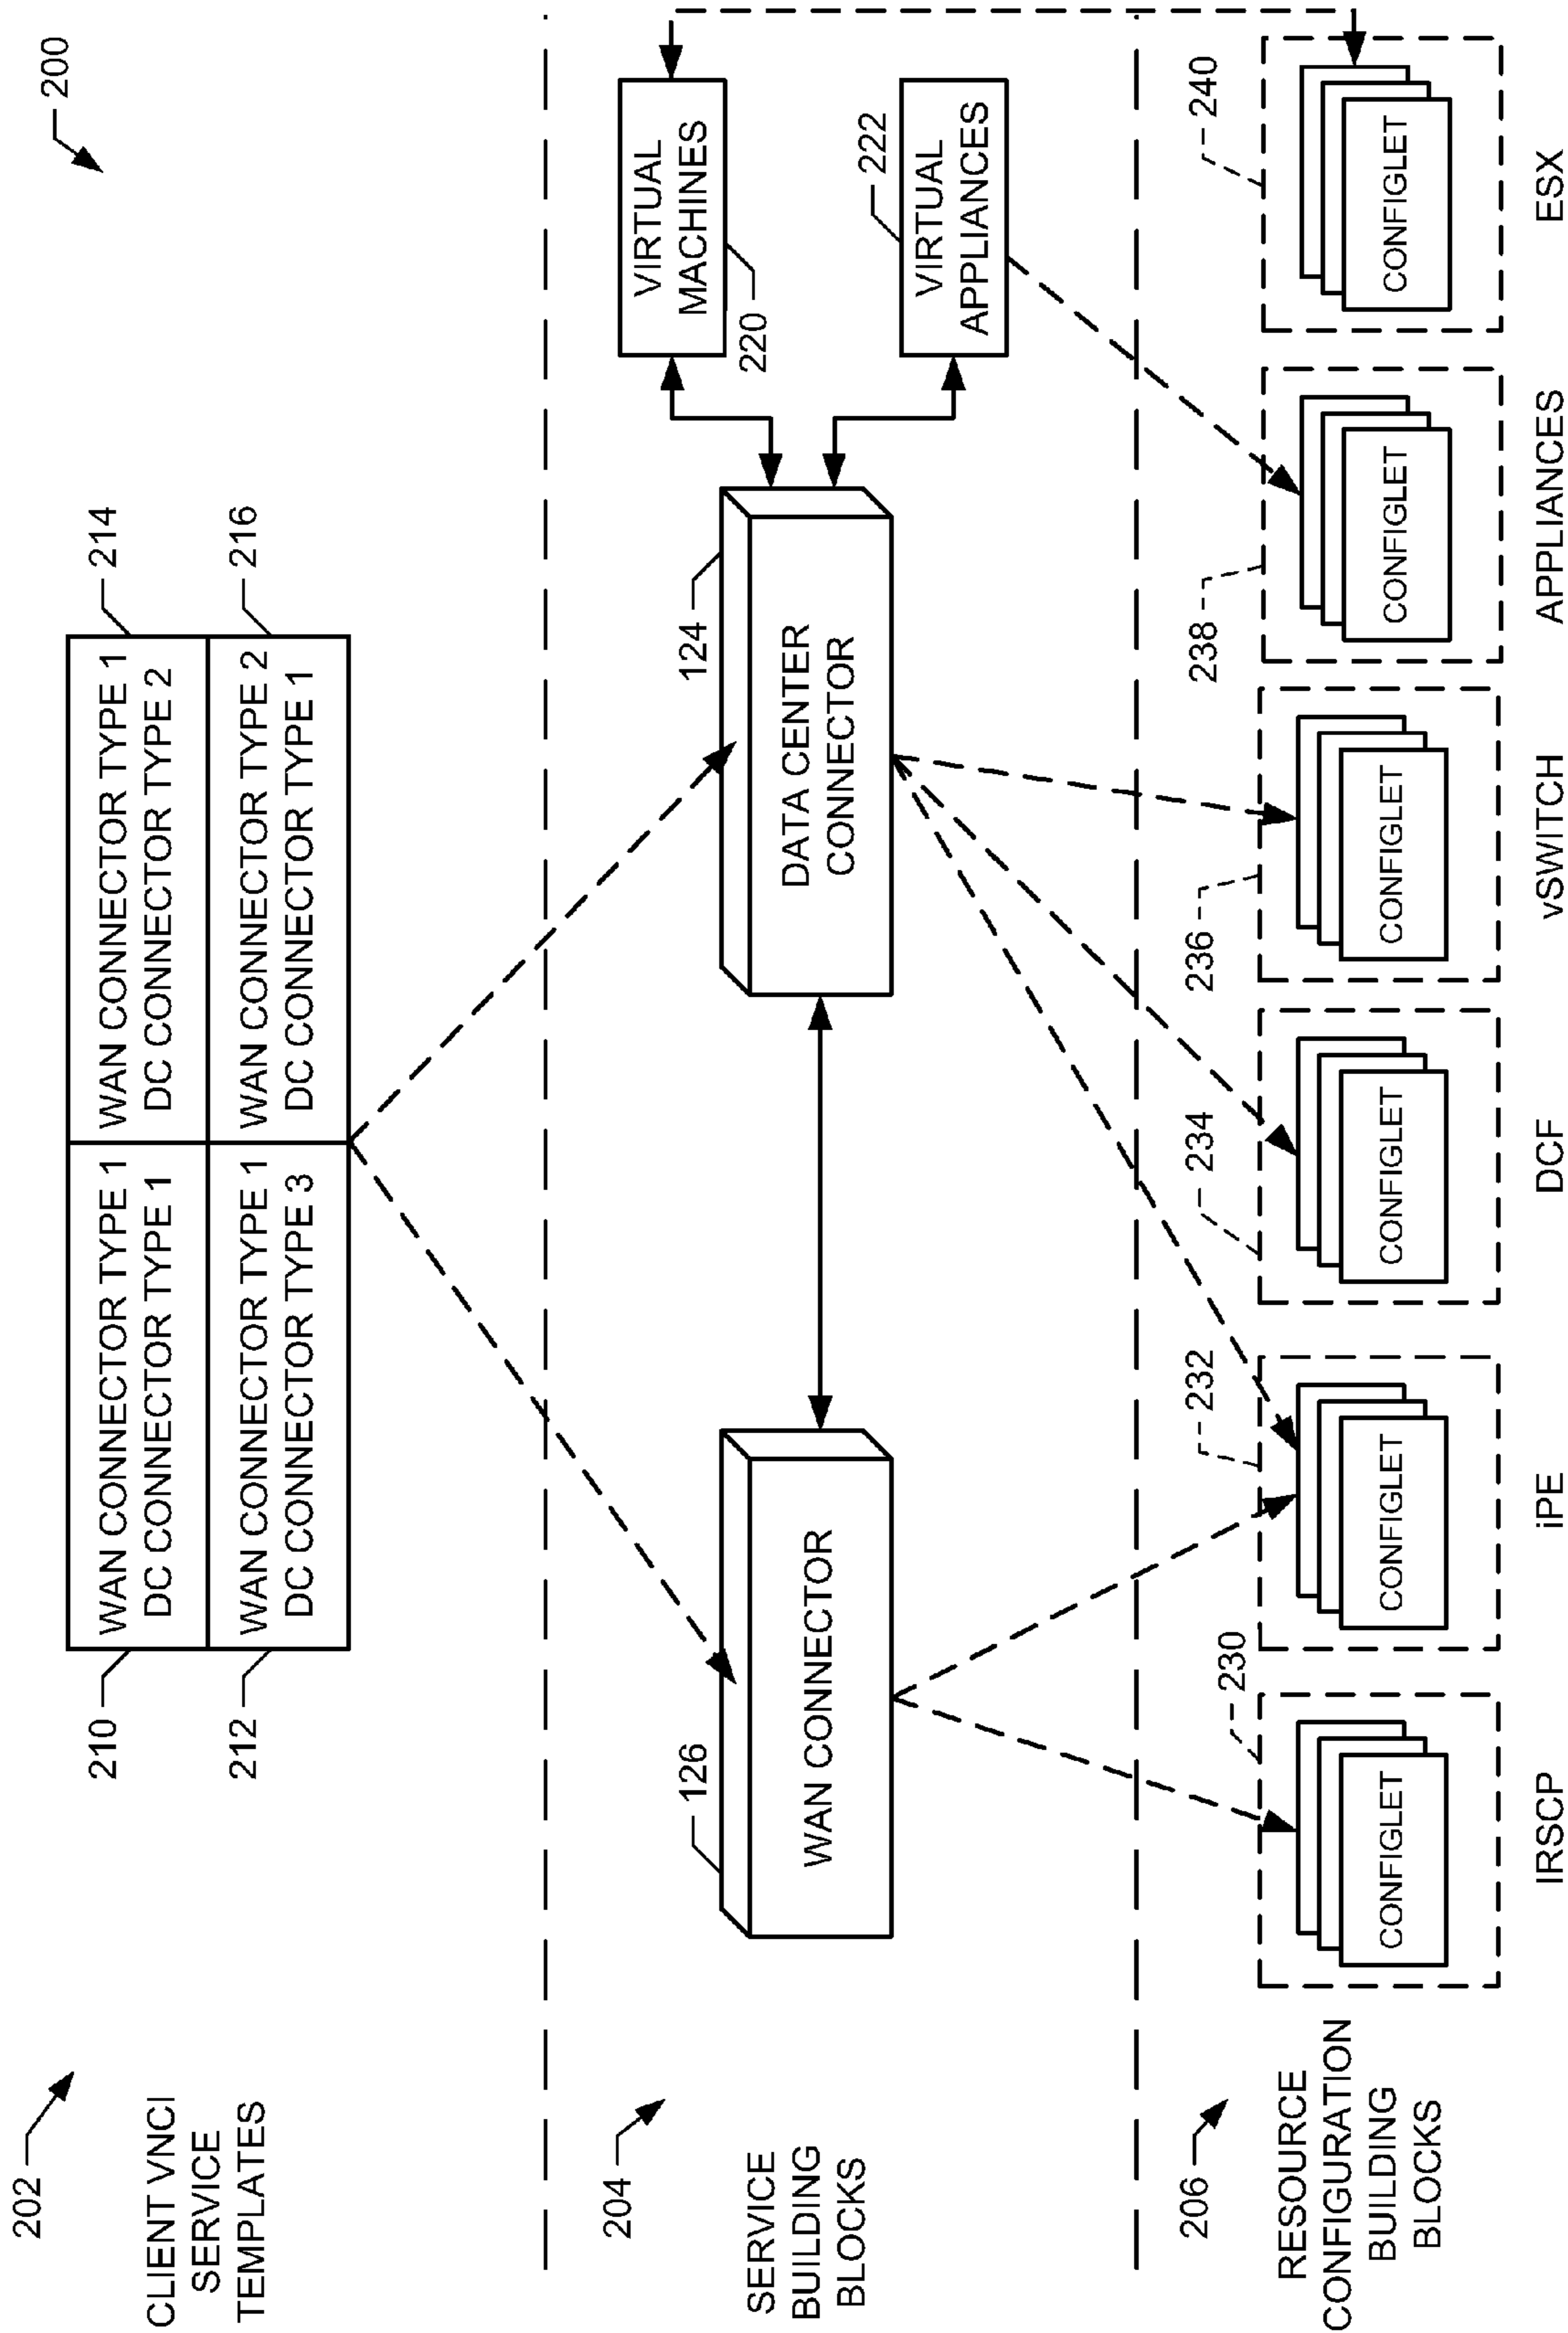 200
202
CLIENT VNCI
SERVICE
TEMPLATES
210
WAN CONNECTOR TYPE 1
DC CONNECTOR TYPE 1
WAN CONNECTOR TYPE 1
DC CONNECTOR TYPE 2
214
212
WAN CONNECTOR TYPE 1
DC CONNECTOR TYPE 3
WAN CONNECTOR TYPE 2
DC CONNECTOR TYPE 1
216
204
SERVICE
BUILDING
BLOCKS
126
WAN CONNECTOR
124
DATA CENTER
CONNECTOR
VIRTUAL
MACHINES
220
222
VIRTUAL
APPLIANCES
206
RESOURCE
CONFIGURATION
BUILDING
BLOCKS
230
CONFIGLET
IRSCP
232
CONFIGLET
iPE
234
CONFIGLET
DCF
236
CONFIGLET
vSWITCH
238
CONFIGLET
APPLIANCES
240
CONFIGLET
ESX